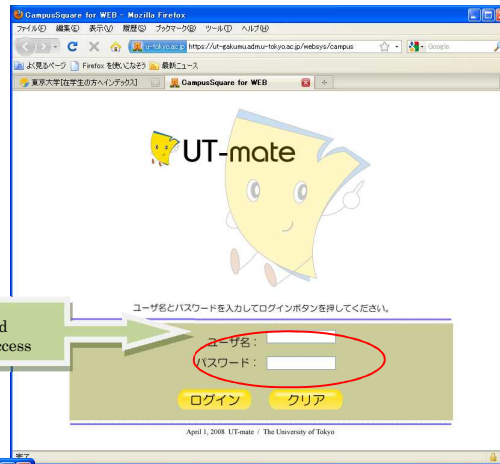 CampusSquare for WEB - Mozilla Firefox
ファイル(F) 編集(E) 表示(V) 履歴(S) ブックマーク(B) ツール(T) ヘルプ(H)
u-tokyo.ac.jp https://ut-gakumu.adm.u-tokyo.ac.jp/websys/campus
Google
よく見るページ Firefox を使いこなそう 最新ニュース
東京大学[在学生の方へインデックス] CampusSquare for WEB
UT-mate
ユーザ名とパスワードを入力してログインボタンを押してください。
ユーザ名：
パスワード：
ログイン クリア
April 1, 2008 UT-mate / The University of Tokyo
完了